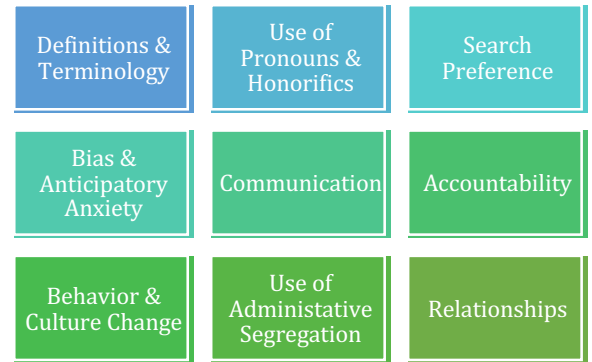 Definitions &
Terminology
Use of
Pronouns &
Honorifics
Search
Preference
Bias &
Anticipatory
Anxiety
Communication
Accountability
Behavior &
Culture Change
Use of
Administative
Segregation
Relationships